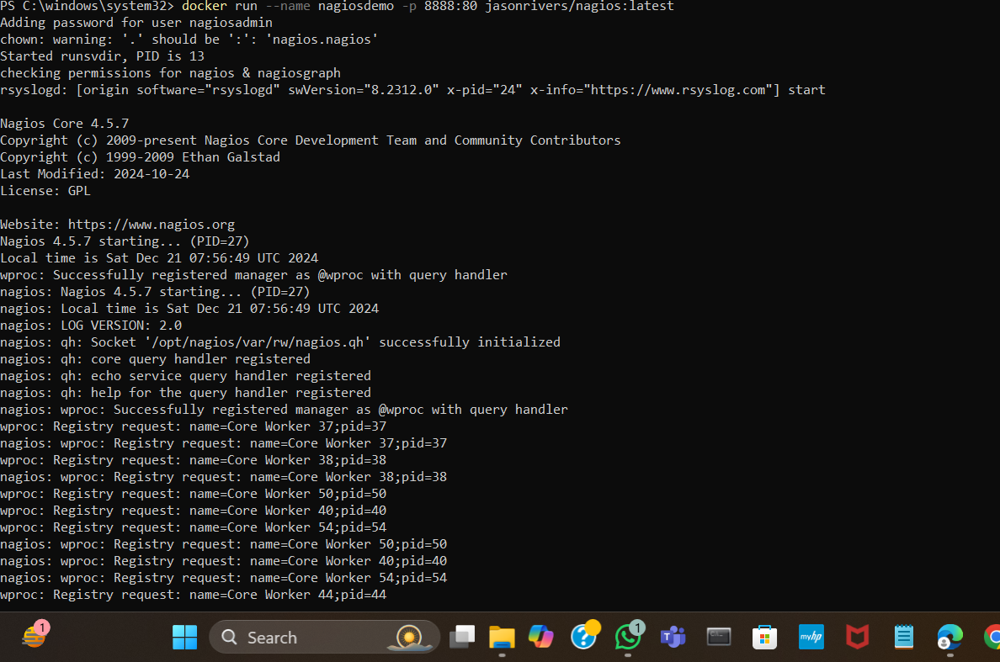 PS C:\windows\system32> docker run --name nagiosdemo -p 8888:80 jasonrivers/nagios:latest
Adding password for user nagiosadmin
chown: warning: '.' should be ':': 'nagios.nagios'
Started runsvdir, PID is 13
checking permissions for nagios & nagiosgraph
rsyslogd: [origin software="rsyslogd" swVersion="8.2312.0" x-pid="24" x-info="https://www.rsyslog.com"] start
Nagios Core 4.5.7
Copyright (c) 2009-present Nagios Core Development Team and Community Contributors
Copyright (c) 1999-2009 Ethan Galstad
Last Modified: 2024-10-24
License: GPL
Website: https://www.nagios.org
Nagios 4.5.7 starting... (PID=27)
Local time is Sat Dec 21 07:56:49 UTC 2024
wproc: Successfully registered manager as @wproc with query handler
nagios: Nagios 4.5.7 starting... (PID=27)
nagios: Local time is Sat Dec 21 07:56:49 UTC 2024
nagios: LOG VERSION: 2.0
nagios: qh: Socket '/opt/nagios/var/rw/nagios.qh' successfully initialized
nagios: qh: core query handler registered
nagios: qh: echo service query handler registered
nagios: qh: help for the query handler registered
nagios: wproc: Successfully registered manager as @wproc with query handler
wproc: Registry request: name=Core Worker 37;pid=37
nagios: wproc: Registry request: name=Core Worker 37;pid=37
wproc: Registry request: name=Core Worker 38;pid=38
nagios: wproc: Registry request: name=Core Worker 38;pid=38
wproc: Registry request: name=Core Worker 50;pid=50
wproc: Registry request: name=Core Worker 40;pid=40
wproc: Registry request: name=Core Worker 54;pid=54
nagios: wproc: Registry request: name=Core Worker 50;pid=50
nagios: wproc: Registry request: name=Core Worker 40;pid=40
nagios: wproc: Registry request: name=Core Worker 54;pid=54
wproc: Registry request: name=Core Worker 44;pid=44
1
Search
?
1
T
myhp